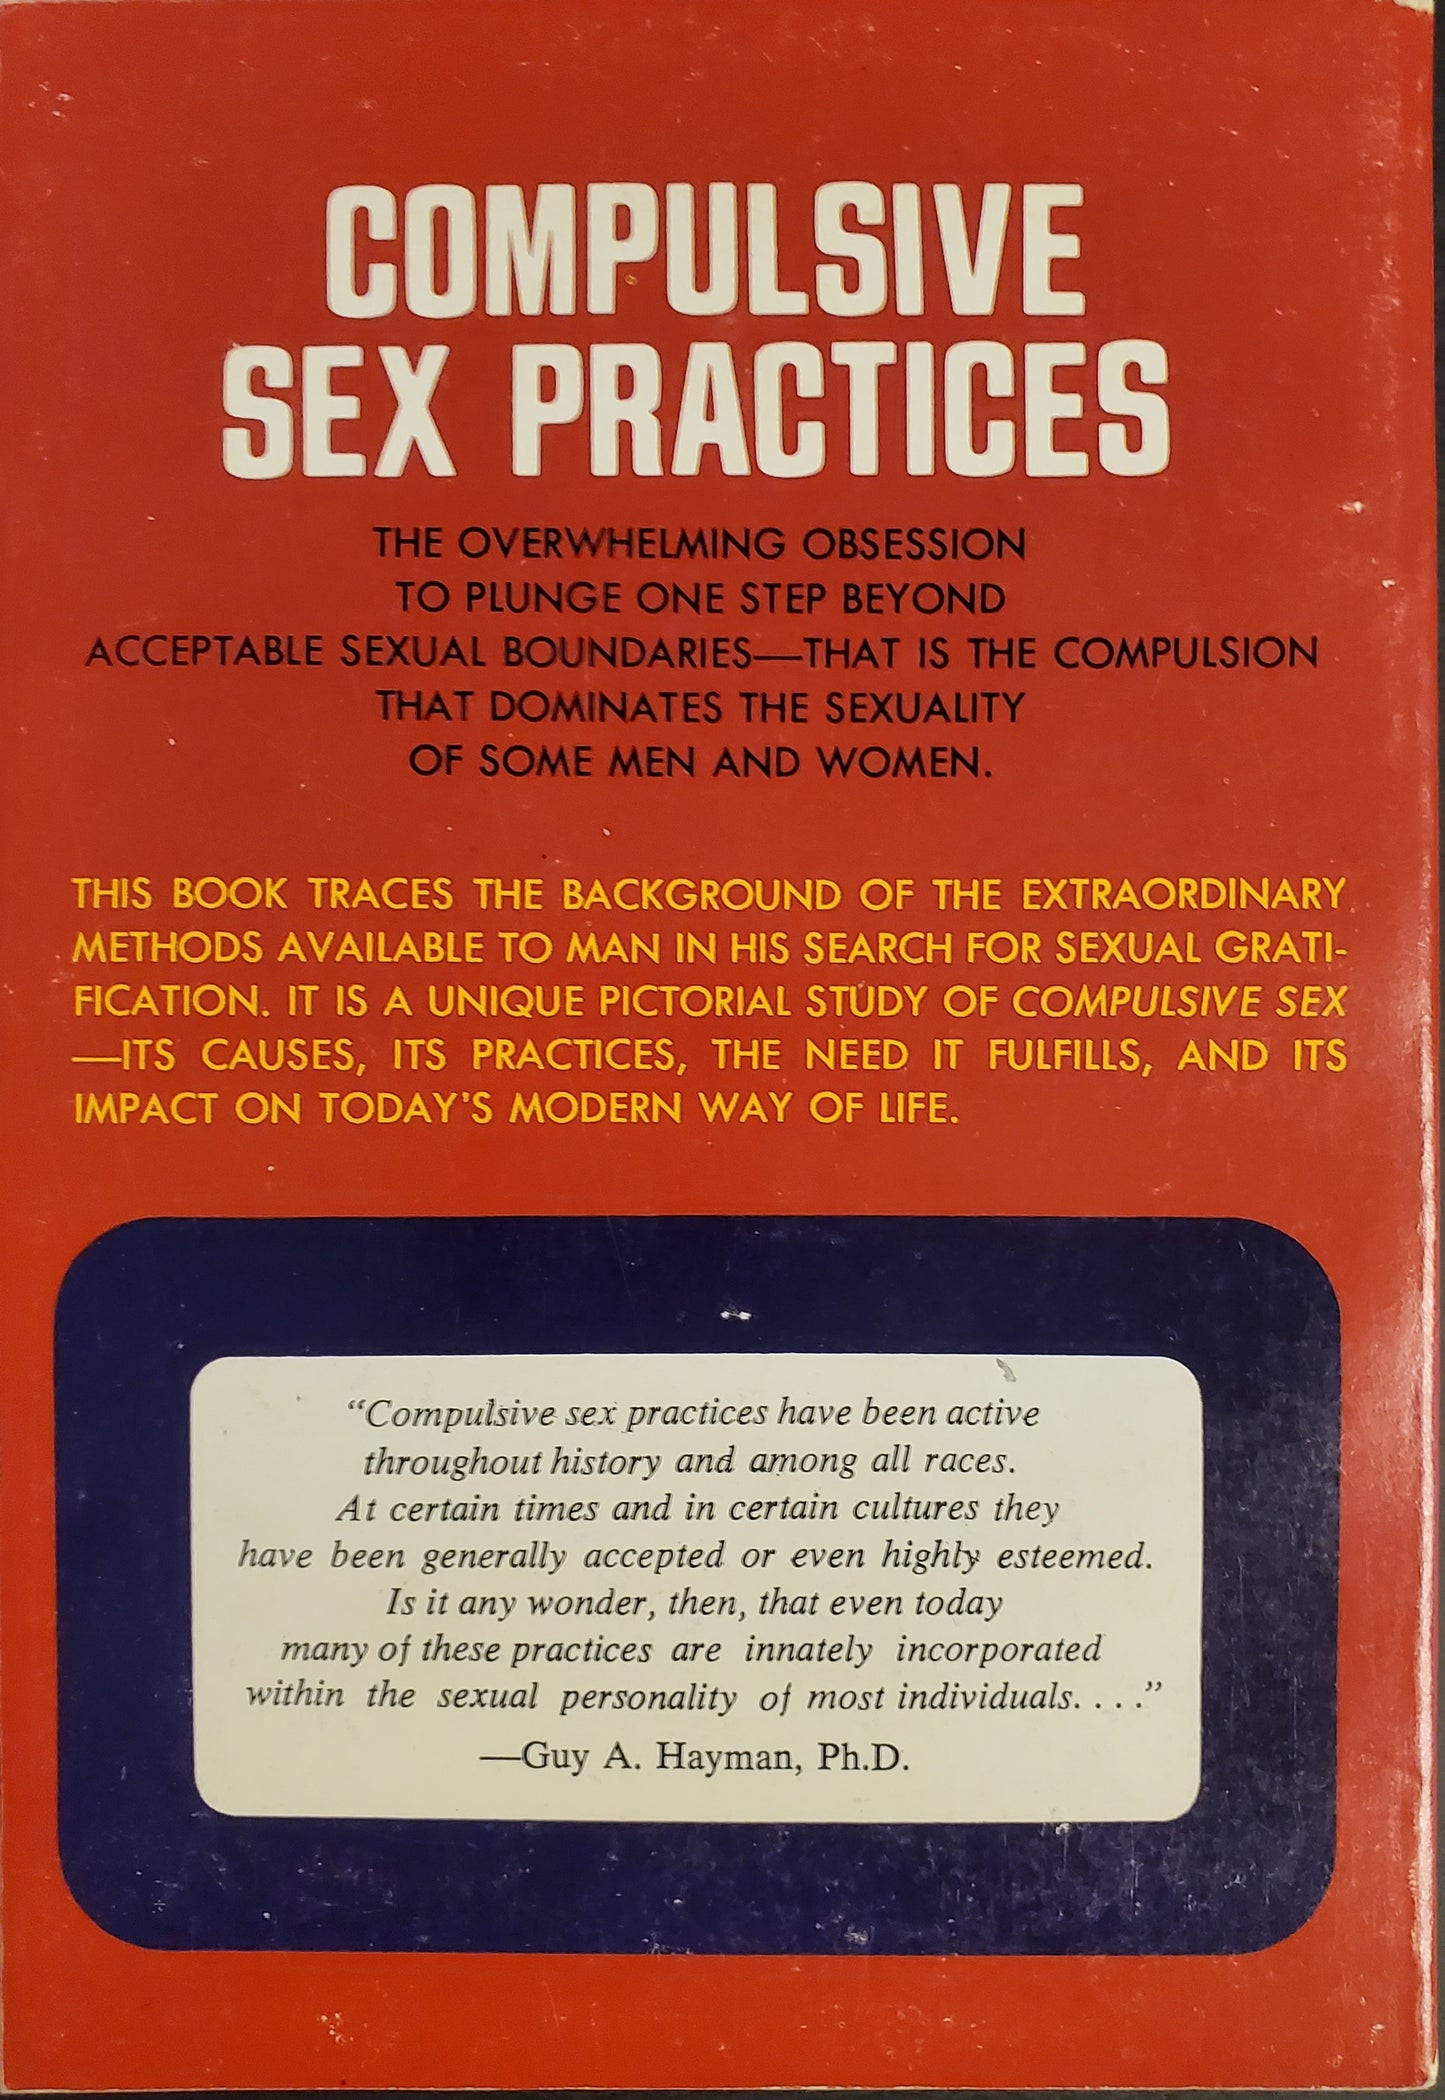 COMPULSIVE
SEX PRACTICES
THE OVERWHELMING OBSESSION
TO PLUNGE ONE STEP BEYOND
ACCEPTABLE SEXUAL BOUNDARIES—THAT IS THE COMPULSION
THAT DOMINATES THE SEXUALITY
OF SOME MEN AND WOMEN.
THIS BOOK TRACES THE BACKGROUND OF THE EXTRAORDINARY
METHODS AVAILABLE TO MAN IN HIS SEARCH FOR SEXUAL GRATI-
FICATION. IT IS A UNIQUE PICTORIAL STUDY OF COMPULSIVE SEX
—ITS CAUSES, ITS PRACTICES, THE NEED IT FULFILLS, AND ITS
IMPACT ON TODAY'S MODERN WAY OF LIFE.
“Compulsive sex practices have been active
throughout history and among all races.
At certain times and in certain cultures they
have been generally accepted or even highly esteemed.
Is it any wonder, then, that even today
many of these practices are innately incorporated
within the sexual personality of most individuals. . . .”
—Guy A. Hayman, Ph.D.